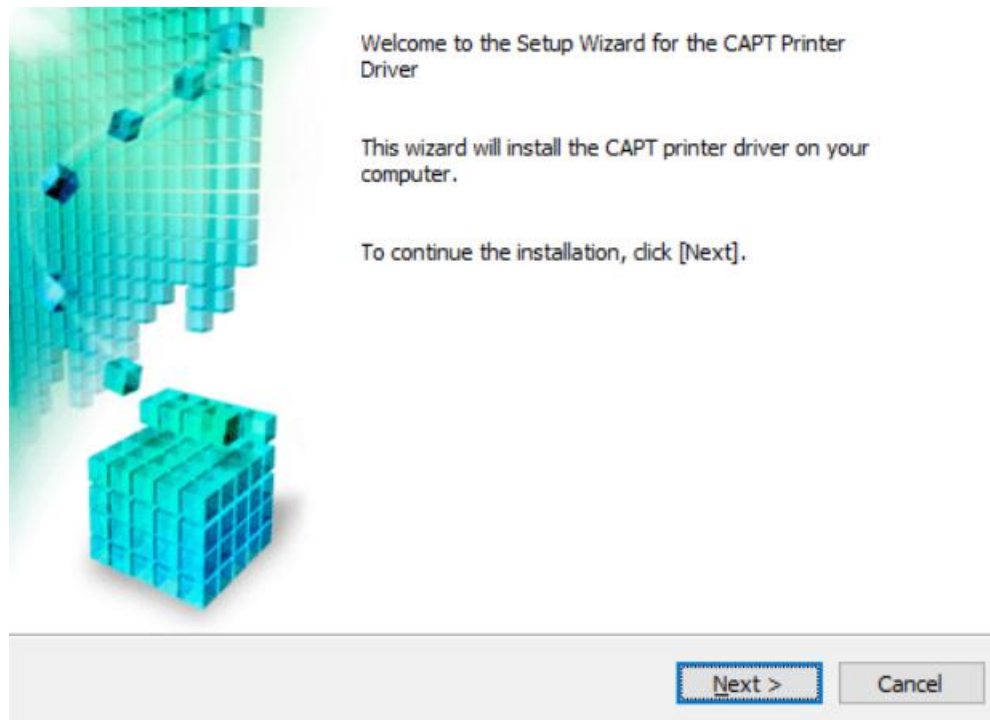 Welcome to the Setup Wizard for the CAPT Printer
Driver
This wizard will install the CAPT printer driver on your
computer.
To continue the installation, click [Next].
Next >
Cancel